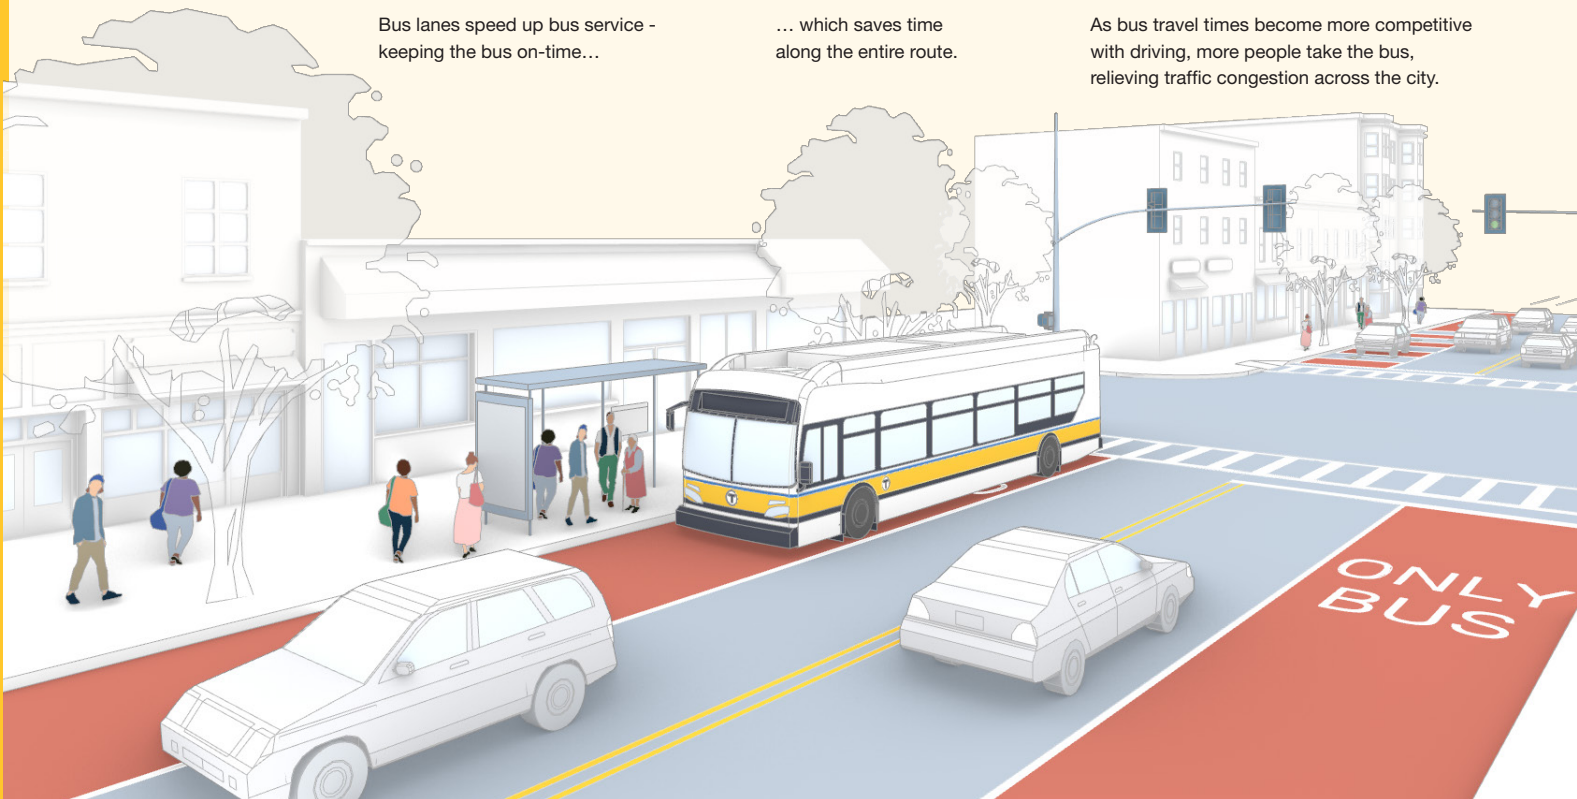 Bus lanes speed up bus service -
keeping the bus on-time…
… which saves time
along the entire route.
As bus travel times become more competitive
with driving, more people take the bus,
relieving traffic congestion across the city.
T
T
ONLY
BUS